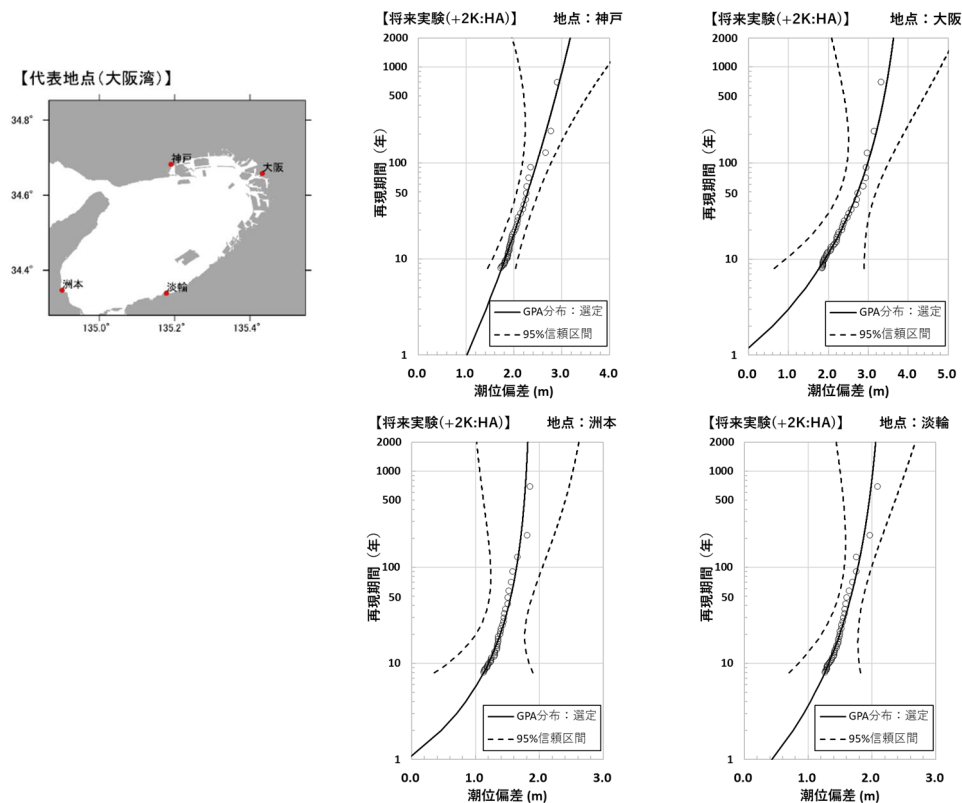 【代表地点(大阪湾)】
34.8°
34.6°
34.4°
135.0°
135.2°
135.4°
神戸
大阪
洲本
淡輪
【将来実験(+2K:HA)】 地点：神戸
再現期間（年）
2000
1000
500
100
50
10
1
0.0 1.0 2.0 3.0 4.0
潮位偏差 (m)
GPA分布：選定
95%信頼区間
【将来実験(+2K:HA)】 地点：大阪
再現期間（年）
2000
1000
500
100
50
10
1
0.0 1.0 2.0 3.0 4.0 5.0
潮位偏差 (m)
GPA分布：選定
95%信頼区間
【将来実験(+2K:HA)】 地点：洲本
再現期間（年）
2000
1000
500
100
50
10
1
0.0 1.0 2.0 3.0
潮位偏差 (m)
GPA分布：選定
95%信頼区間
【将来実験(+2K:HA)】 地点：淡輪
再現期間（年）
2000
1000
500
100
50
10
1
0.0 1.0 2.0 3.0
潮位偏差 (m)
GPA分布：選定
95%信頼区間